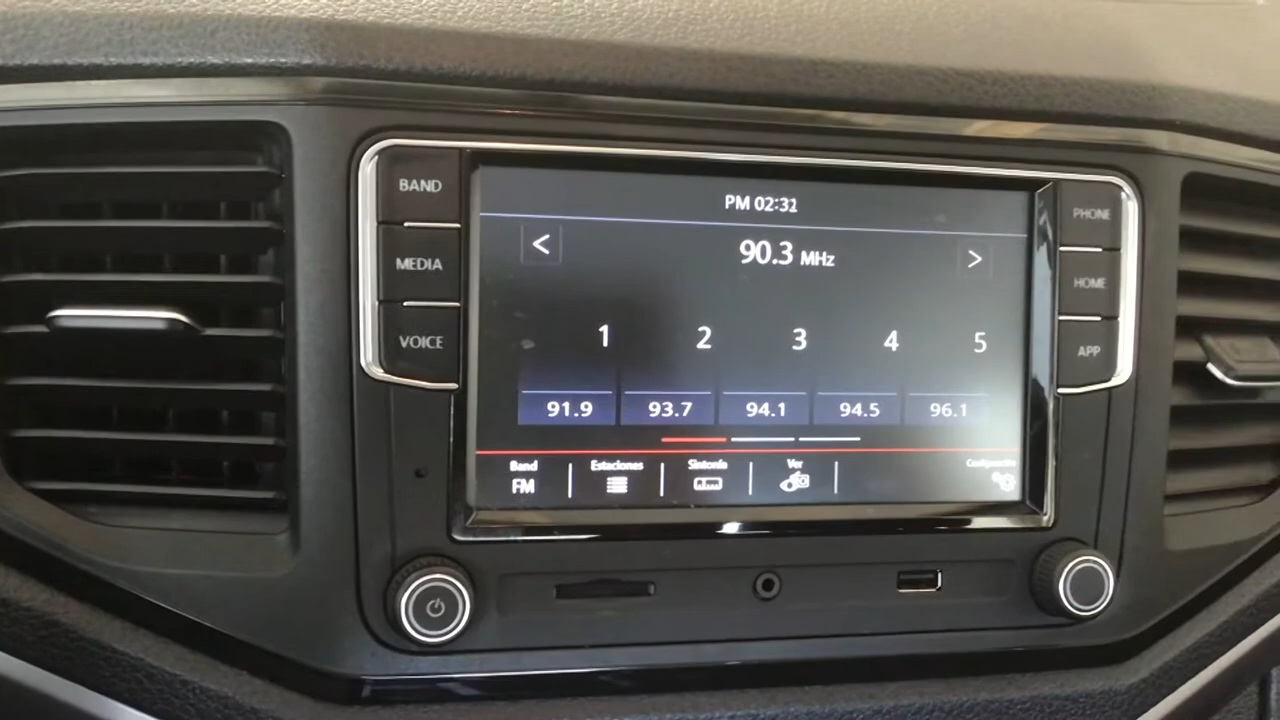 BAND
MEDIA
VOICE
PM 02:31
< 90.3 MHz >
1 2 3 4 5
91.9 93.7 94.1 94.5 96.1
Band Estaciones Sintonía Ver
FM
PHONE
HOME
APP